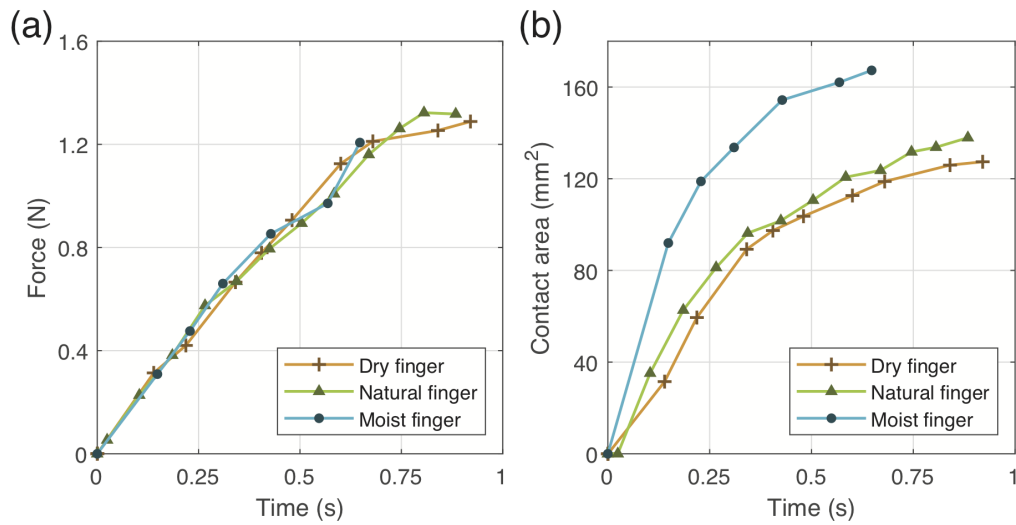 (a)
1.6
1.2
0.8
0.4
0
Force (N)
0
0.25
0.5
0.75
1
Time (s)
Dry finger
Natural finger
Moist finger
(b)
160
120
80
40
0
Contact area (mm²)
0
0.25
0.5
0.75
1
Time (s)
Dry finger
Natural finger
Moist finger